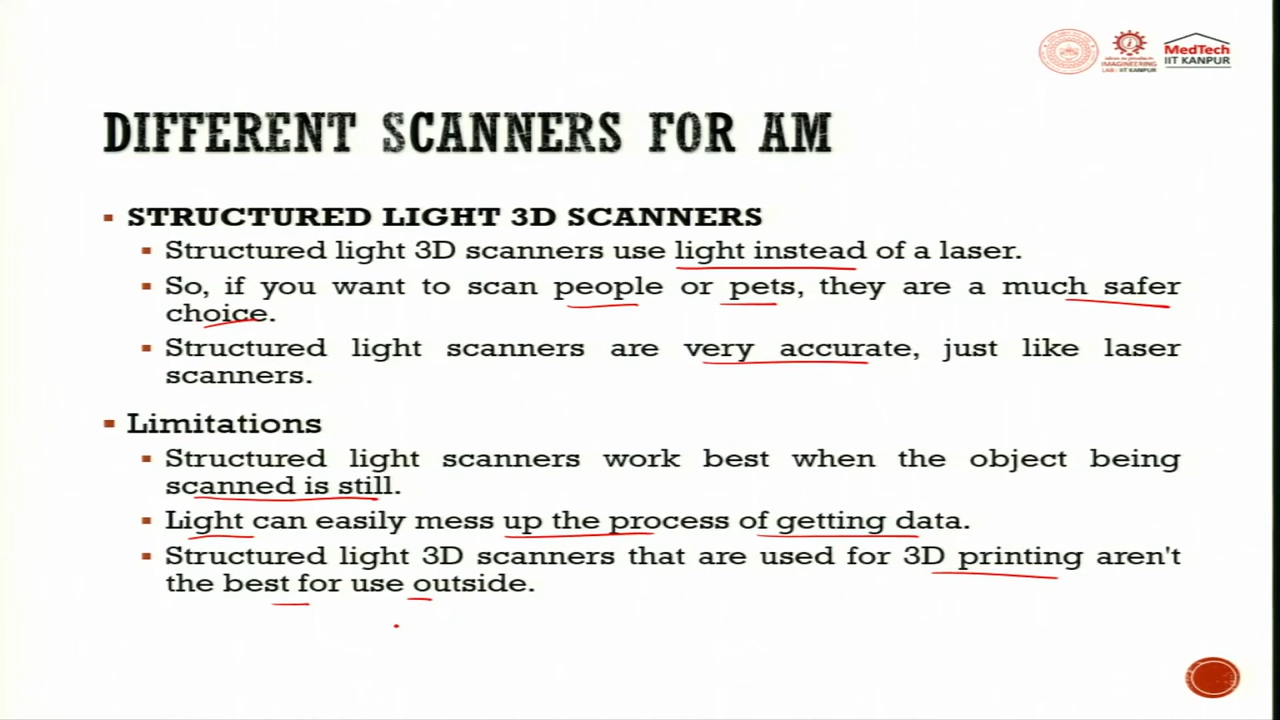 MedTech
IIT KANPUR
IMAGINEERING
LAB : IIT KANPUR
DIFFERENT SCANNERS FOR AM
▪ STRUCTURED LIGHT 3D SCANNERS
▪ Structured light 3D scanners use light instead of a laser.
▪ So, if you want to scan people or pets, they are a much safer
choice.
▪ Structured light scanners are very accurate, just like laser
scanners.
▪ Limitations
▪ Structured light scanners work best when the object being
scanned is still.
▪ Light can easily mess up the process of getting data.
▪ Structured light 3D scanners that are used for 3D printing aren't
the best for use outside.